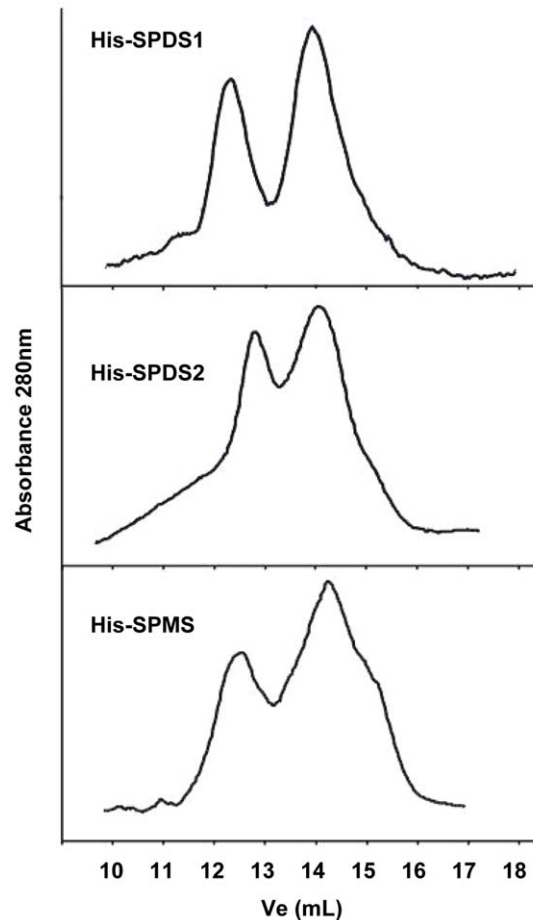 His-SPDS1
His-SPDS2
His-SPMS
Absorbance 280nm
10 11 12 13 14 15 16 17 18
Ve (mL)